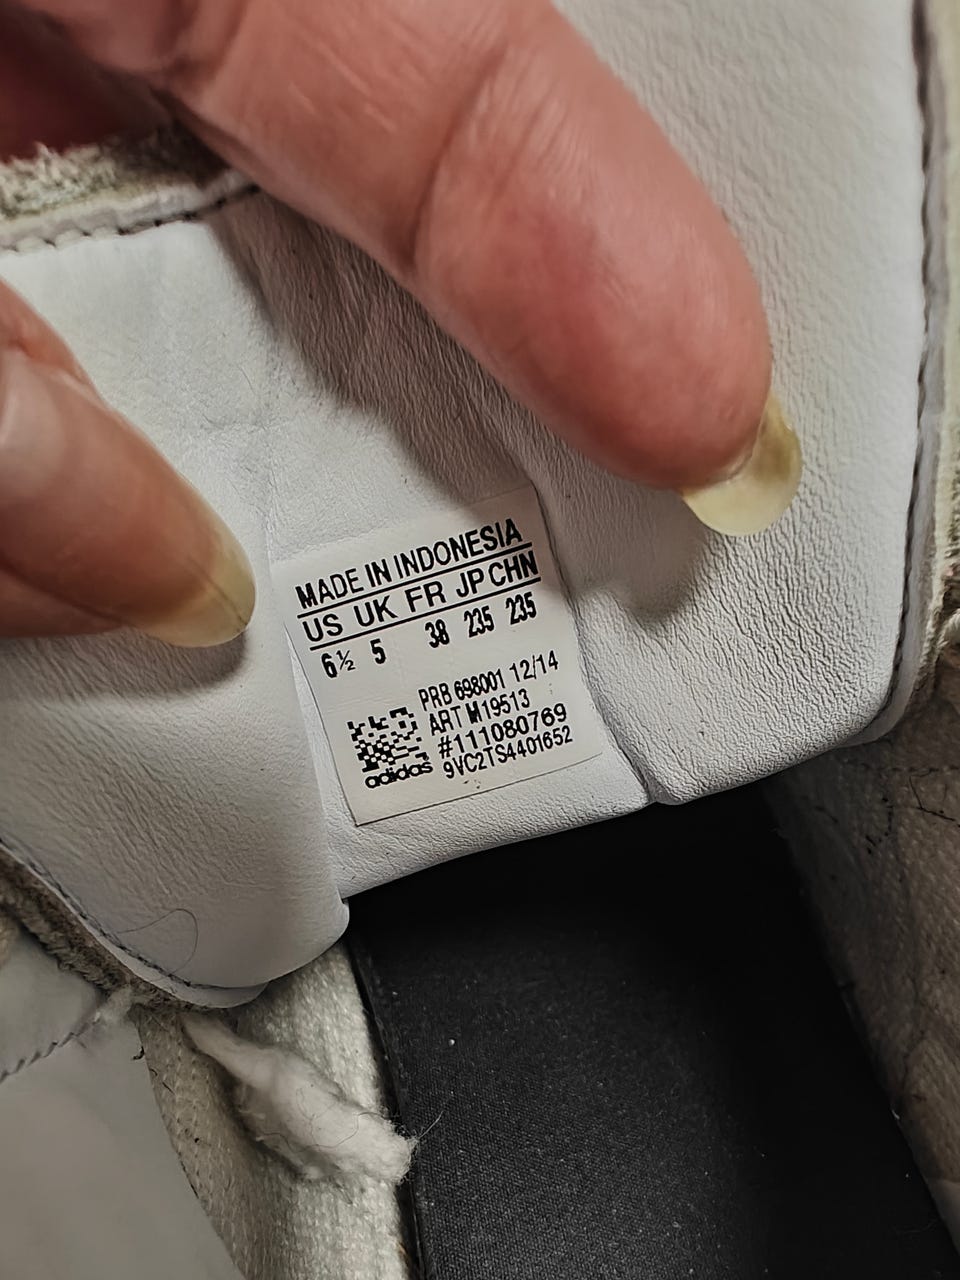 MADE IN INDONESIA
US UK FR JP CHN
6½ 5 38 235 235
PRB 698001 12/14
ART M19513
#111080769
adidas 9VC2TS4401652